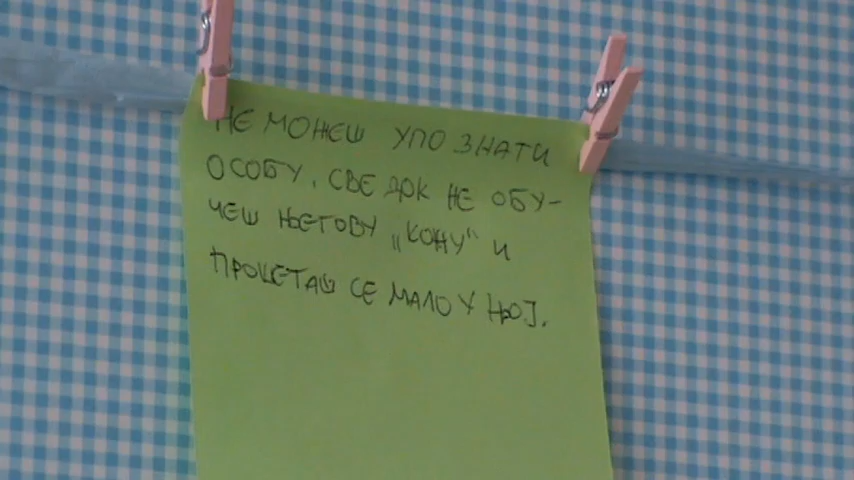 НЕ МОЖЕШ УПОЗНАТИ
ОСОБУ, СВЕ ДОК НЕ ОБУ-
ЧЕШ ЊЕГОВУ „КОЖУ“ И
ПРОШЕТАШ СЕ МАЛО У ЊОЈ.